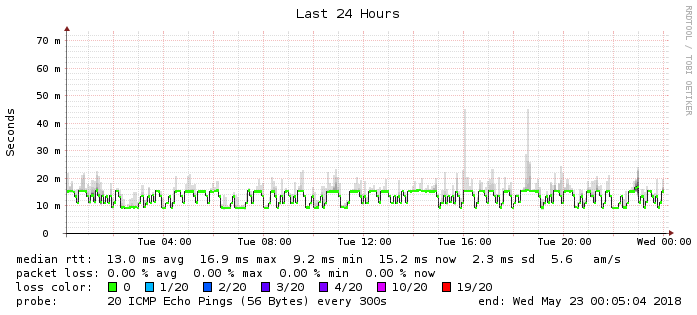 Last 24 Hours
RRDTOOL / TOBI OETIKER
Seconds
70 m
60 m
50 m
40 m
30 m
20 m
10 m
0
Tue 04:00 Tue 08:00 Tue 12:00 Tue 16:00 Tue 20:00 Wed 00:00
median rtt: 13.0 ms avg 16.9 ms max 9.2 ms min 15.2 ms now 2.3 ms sd 5.6 am/s
packet loss: 0.00 % avg 0.00 % max 0.00 % min 0.00 % now
loss color: 0 1/20 2/20 3/20 4/20 10/20 19/20
probe: 20 ICMP Echo Pings (56 Bytes) every 300s end: Wed May 23 00:05:04 2018